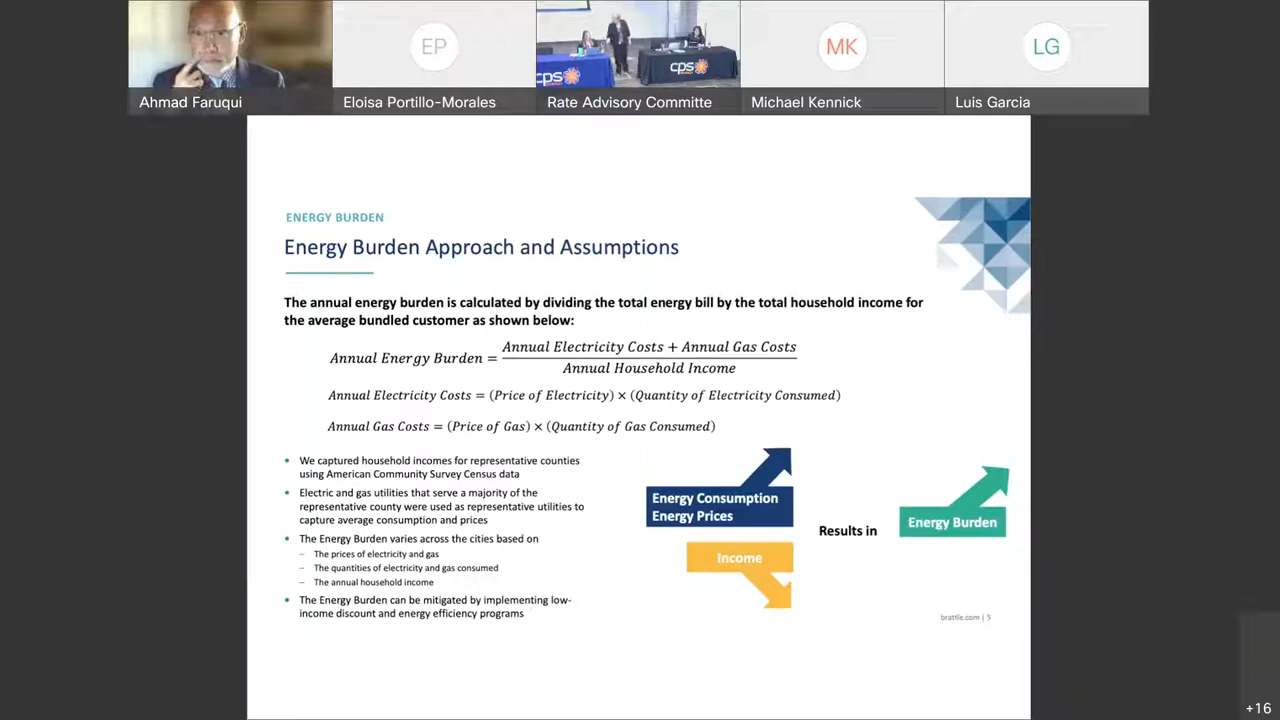 EP
cps
cps
MK
LG
Ahmad Faruqui
Eloisa Portillo-Morales
Rate Advisory Committe
Michael Kennick
Luis Garcia
ENERGY BURDEN
Energy Burden Approach and Assumptions
The annual energy burden is calculated by dividing the total energy bill by the total household income for
the average bundled customer as shown below:
Annual Energy Burden = Annual Electricity Costs + Annual Gas Costs
Annual Household Income
Annual Electricity Costs = (Price of Electricity) × (Quantity of Electricity Consumed)
Annual Gas Costs = (Price of Gas) × (Quantity of Gas Consumed)
• We captured household incomes for representative counties
using American Community Survey Census data
• Electric and gas utilities that serve a majority of the
representative county were used as representative utilities to
capture average consumption and prices
• The Energy Burden varies across the cities based on
– The prices of electricity and gas
– The quantities of electricity and gas consumed
– The annual household income
• The Energy Burden can be mitigated by implementing low-
income discount and energy efficiency programs
Energy Consumption
Energy Prices
Income
Results in
Energy Burden
brattle.com | 5
+16